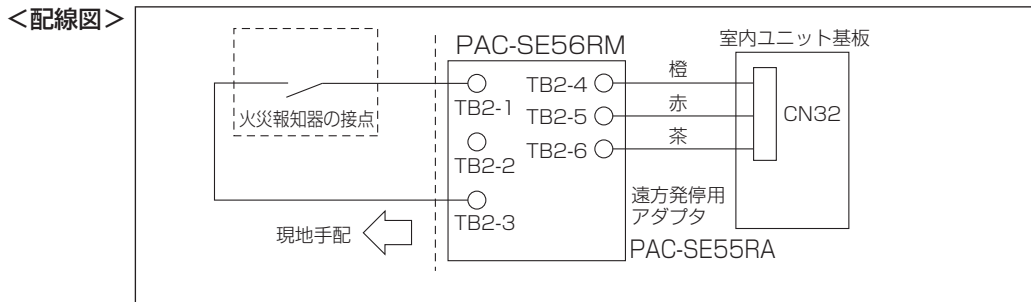 <配線図>
PAC-SE56RM
室内ユニット基板
火災報知器の接点
TB2-1
TB2-2
TB2-3
TB2-4
TB2-5
TB2-6
橙
赤
茶
CN32
現地手配
遠方発停用
アダプタ
PAC-SE55RA